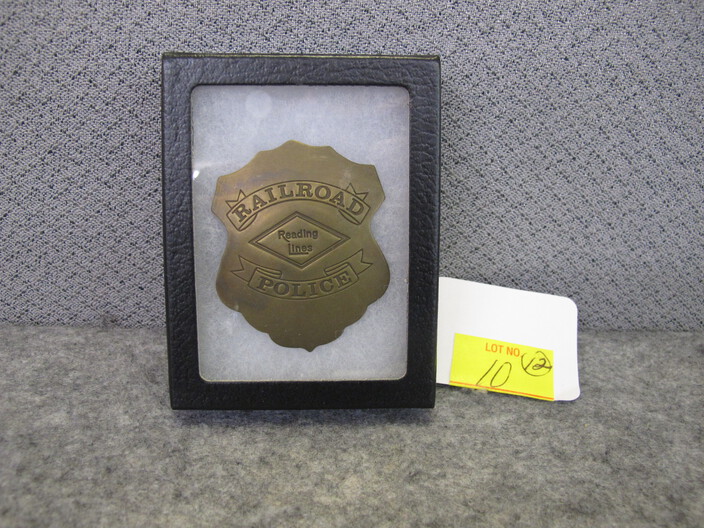 RAILROAD
Reading
Lines
POLICE
LOT NO.
10 12